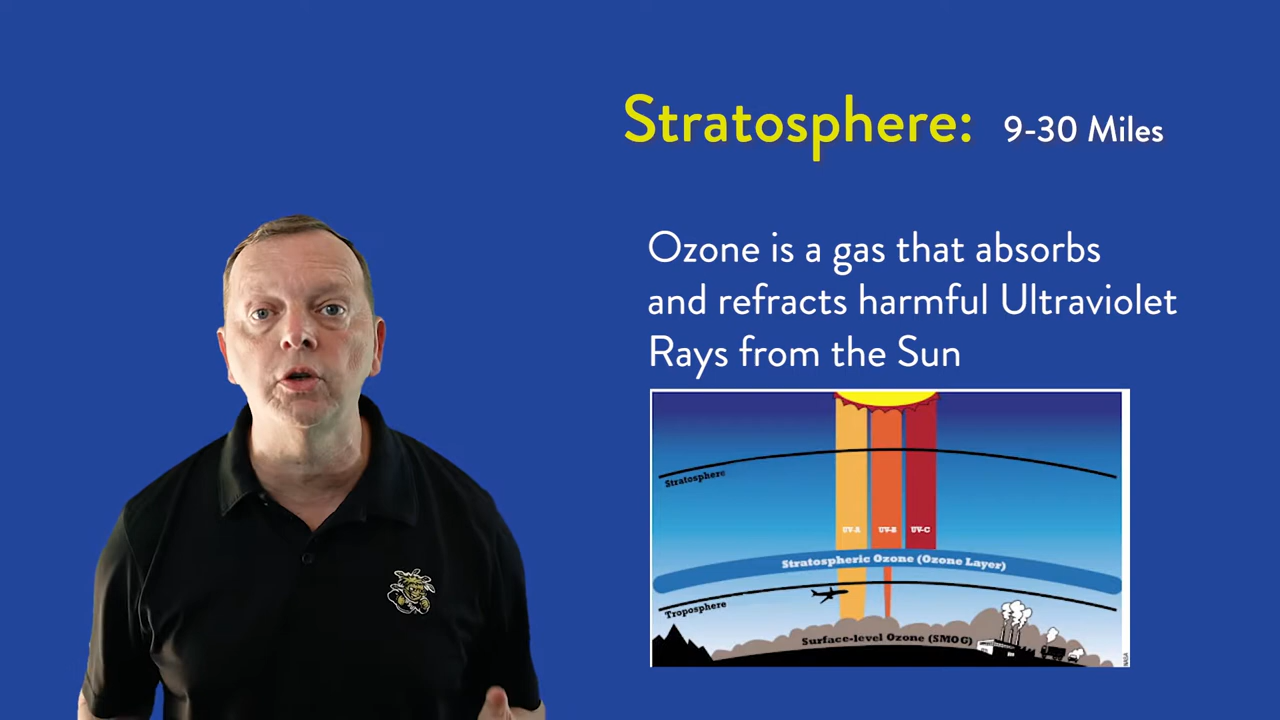 Stratosphere: 9-30 Miles
Ozone is a gas that absorbs
and refracts harmful Ultraviolet
Rays from the Sun
Stratosphere
UV-A UV-B UV-C
Stratospheric Ozone (Ozone Layer)
Troposphere
Surface-level Ozone (SMOG)
NASA